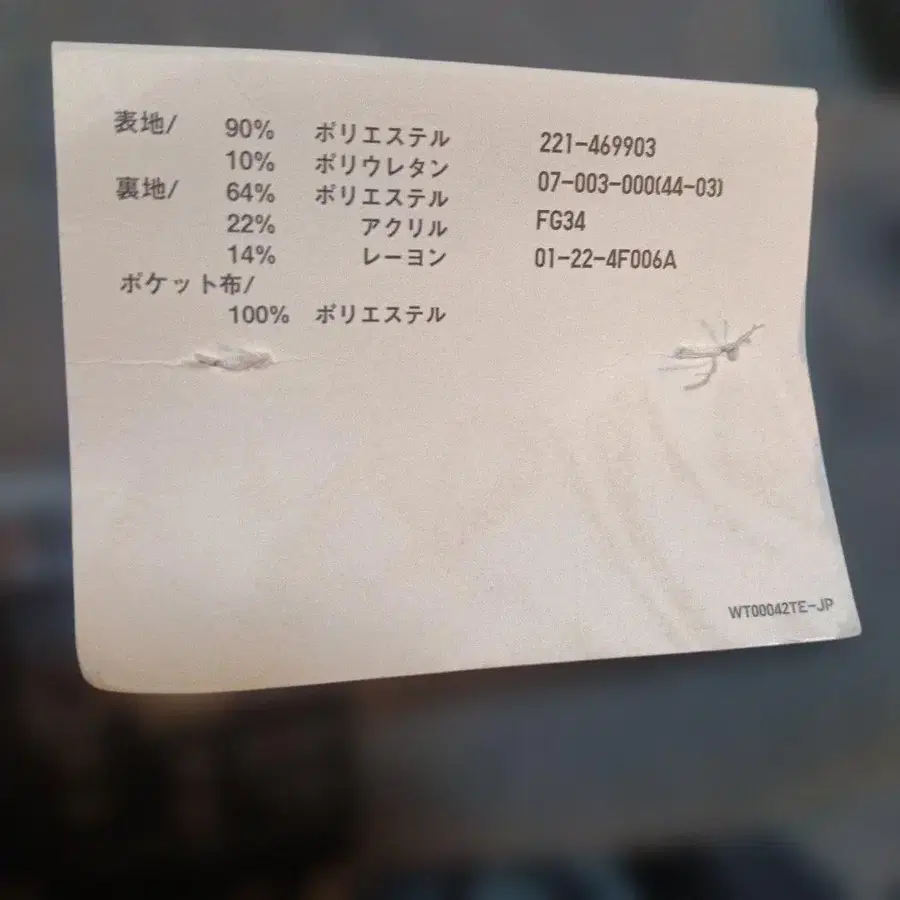 表地/ 90% ポリエステル 221-469903
10% ポリウレタン 07-003-000(44-03)
裏地/ 64% ポリエステル FG34
22% アクリル 01-22-4F006A
14% レーヨン
ポケット布/
100% ポリエステル
WT00042TE-JP